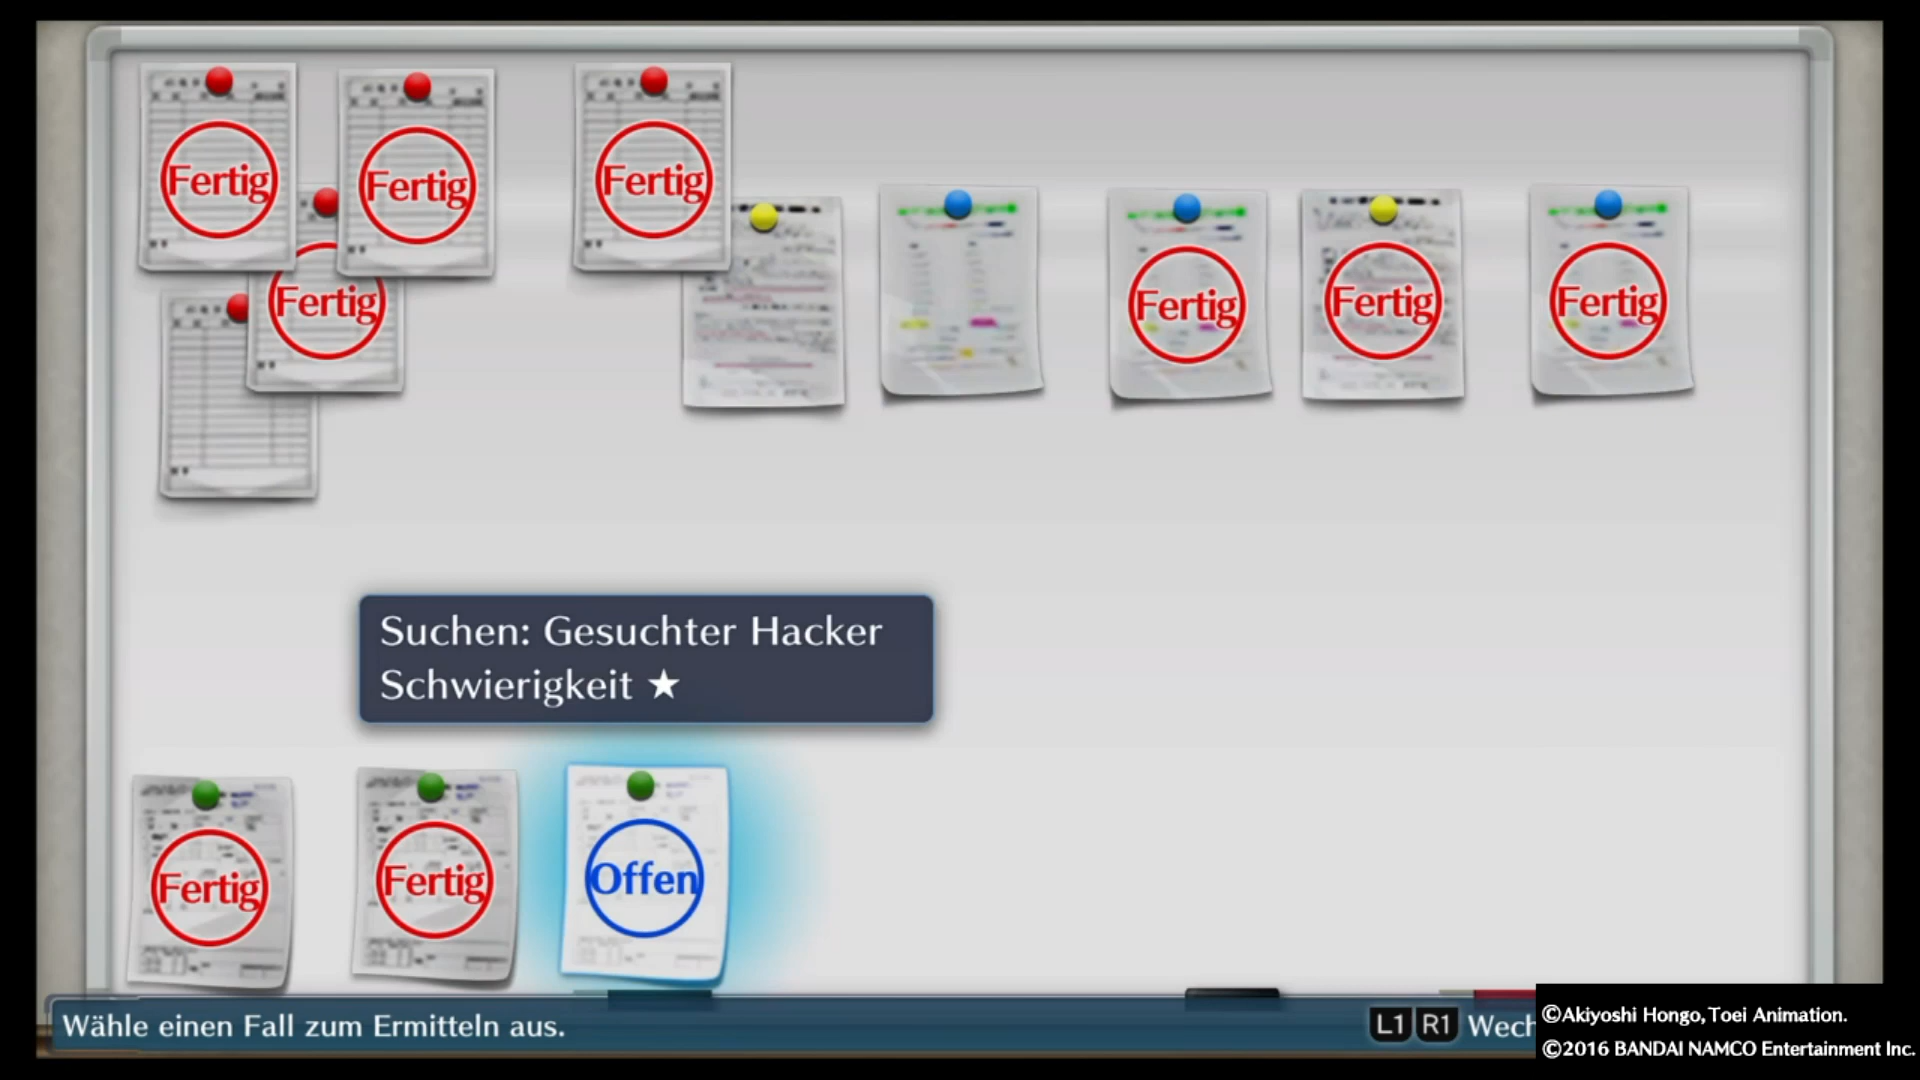 Fertig
Fertig
Fertig
Fertig
Fertig
Fertig
Fertig
Suchen: Gesuchter Hacker
Schwierigkeit ★
Fertig
Fertig
Offen
Wähle einen Fall zum Ermitteln aus.
L1 R1 Wech
©Akiyoshi Hongo, Toei Animation.
©2016 BANDAI NAMCO Entertainment Inc.